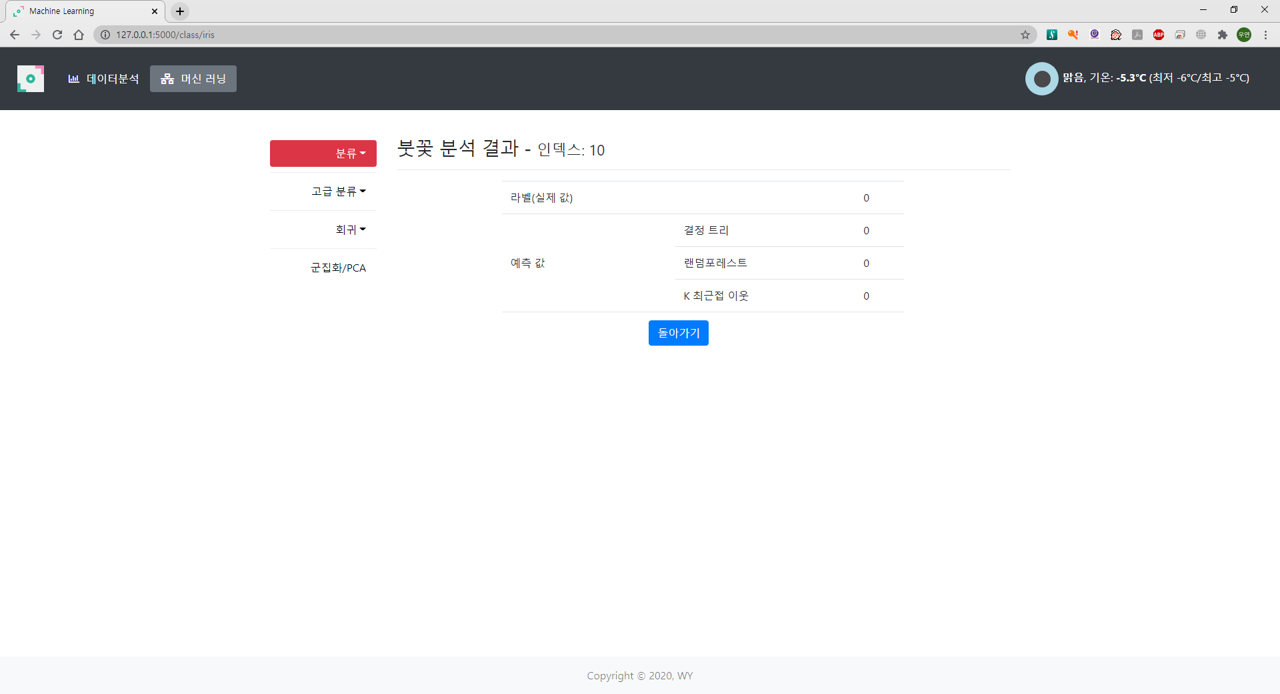 Machine Learning
127.0.0.1:5000/class/iris
ABP
우연
데이터분석
머신 러닝
맑음, 기온: -5.3℃ (최저 -6℃/최고 -5℃)
분류
고급 분류
회귀
군집화/PCA
붓꽃 분석 결과 - 인덱스: 10
라벨(실제 값) 0
예측 값
결정 트리 0
랜덤포레스트 0
K 최근접 이웃 0
돌아가기
Copyright © 2020, WY